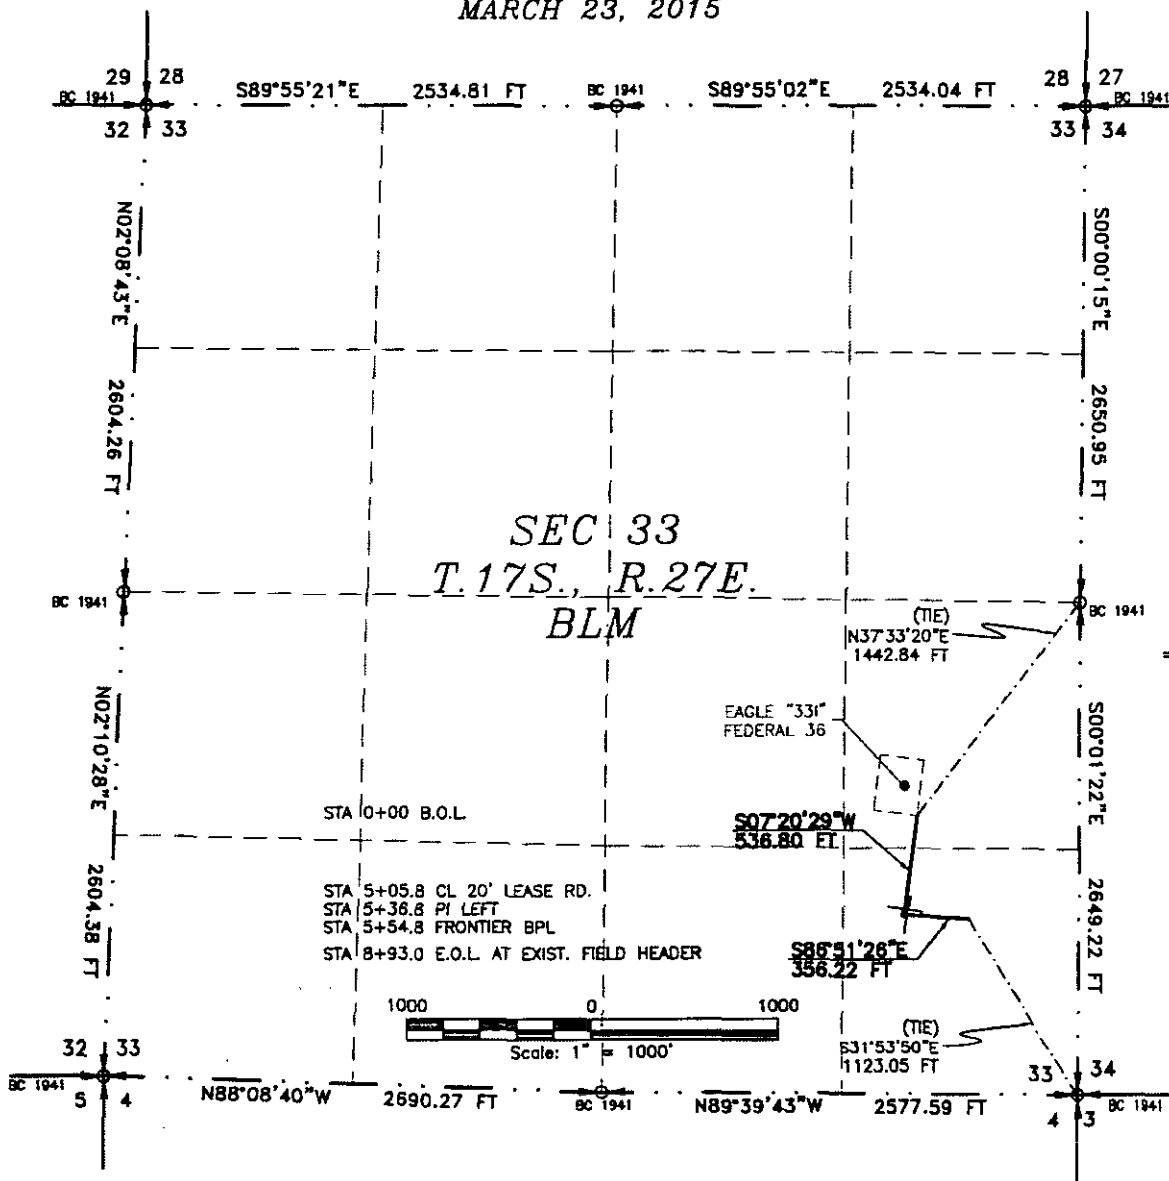 MARCH 23, 2015
29 28
S89°55'21"E 2534.81 FT
BC 1941
S89°55'02"E 2534.04 FT
28 27
BC 1941
BC 1941
32 33
33 34
N02°08'43"E
2604.26 FT
S00°00'15"E
2650.95 FT
SEC 33
T.17S., R.27E.
BLM
BC 1941
BC 1941
(TIE)
N37°33'20"E
1442.84 FT
EAGLE "331"
FEDERAL 36
N02°10'28"E
2604.38 FT
S00°01'22"E
2649.22 FT
STA 0+00 B.O.L.
S07°20'29"W
536.80 FT
STA 5+05.8 CL 20' LEASE RD.
STA 5+36.8 PI LEFT
STA 5+54.8 FRONTIER BPL
STA 8+93.0 E.O.L. AT EXIST. FIELD HEADER
S86°51'26"E
356.22 FT
1000 0 1000
Scale: 1" = 1000'
(TIE)
S31°53'50"E
1123.05 FT
32 33
33 34
BC 1941
5 4
N88°08'40"W 2690.27 FT
BC 1941
N89°39'43"W 2577.59 FT
BC 1941
4 3